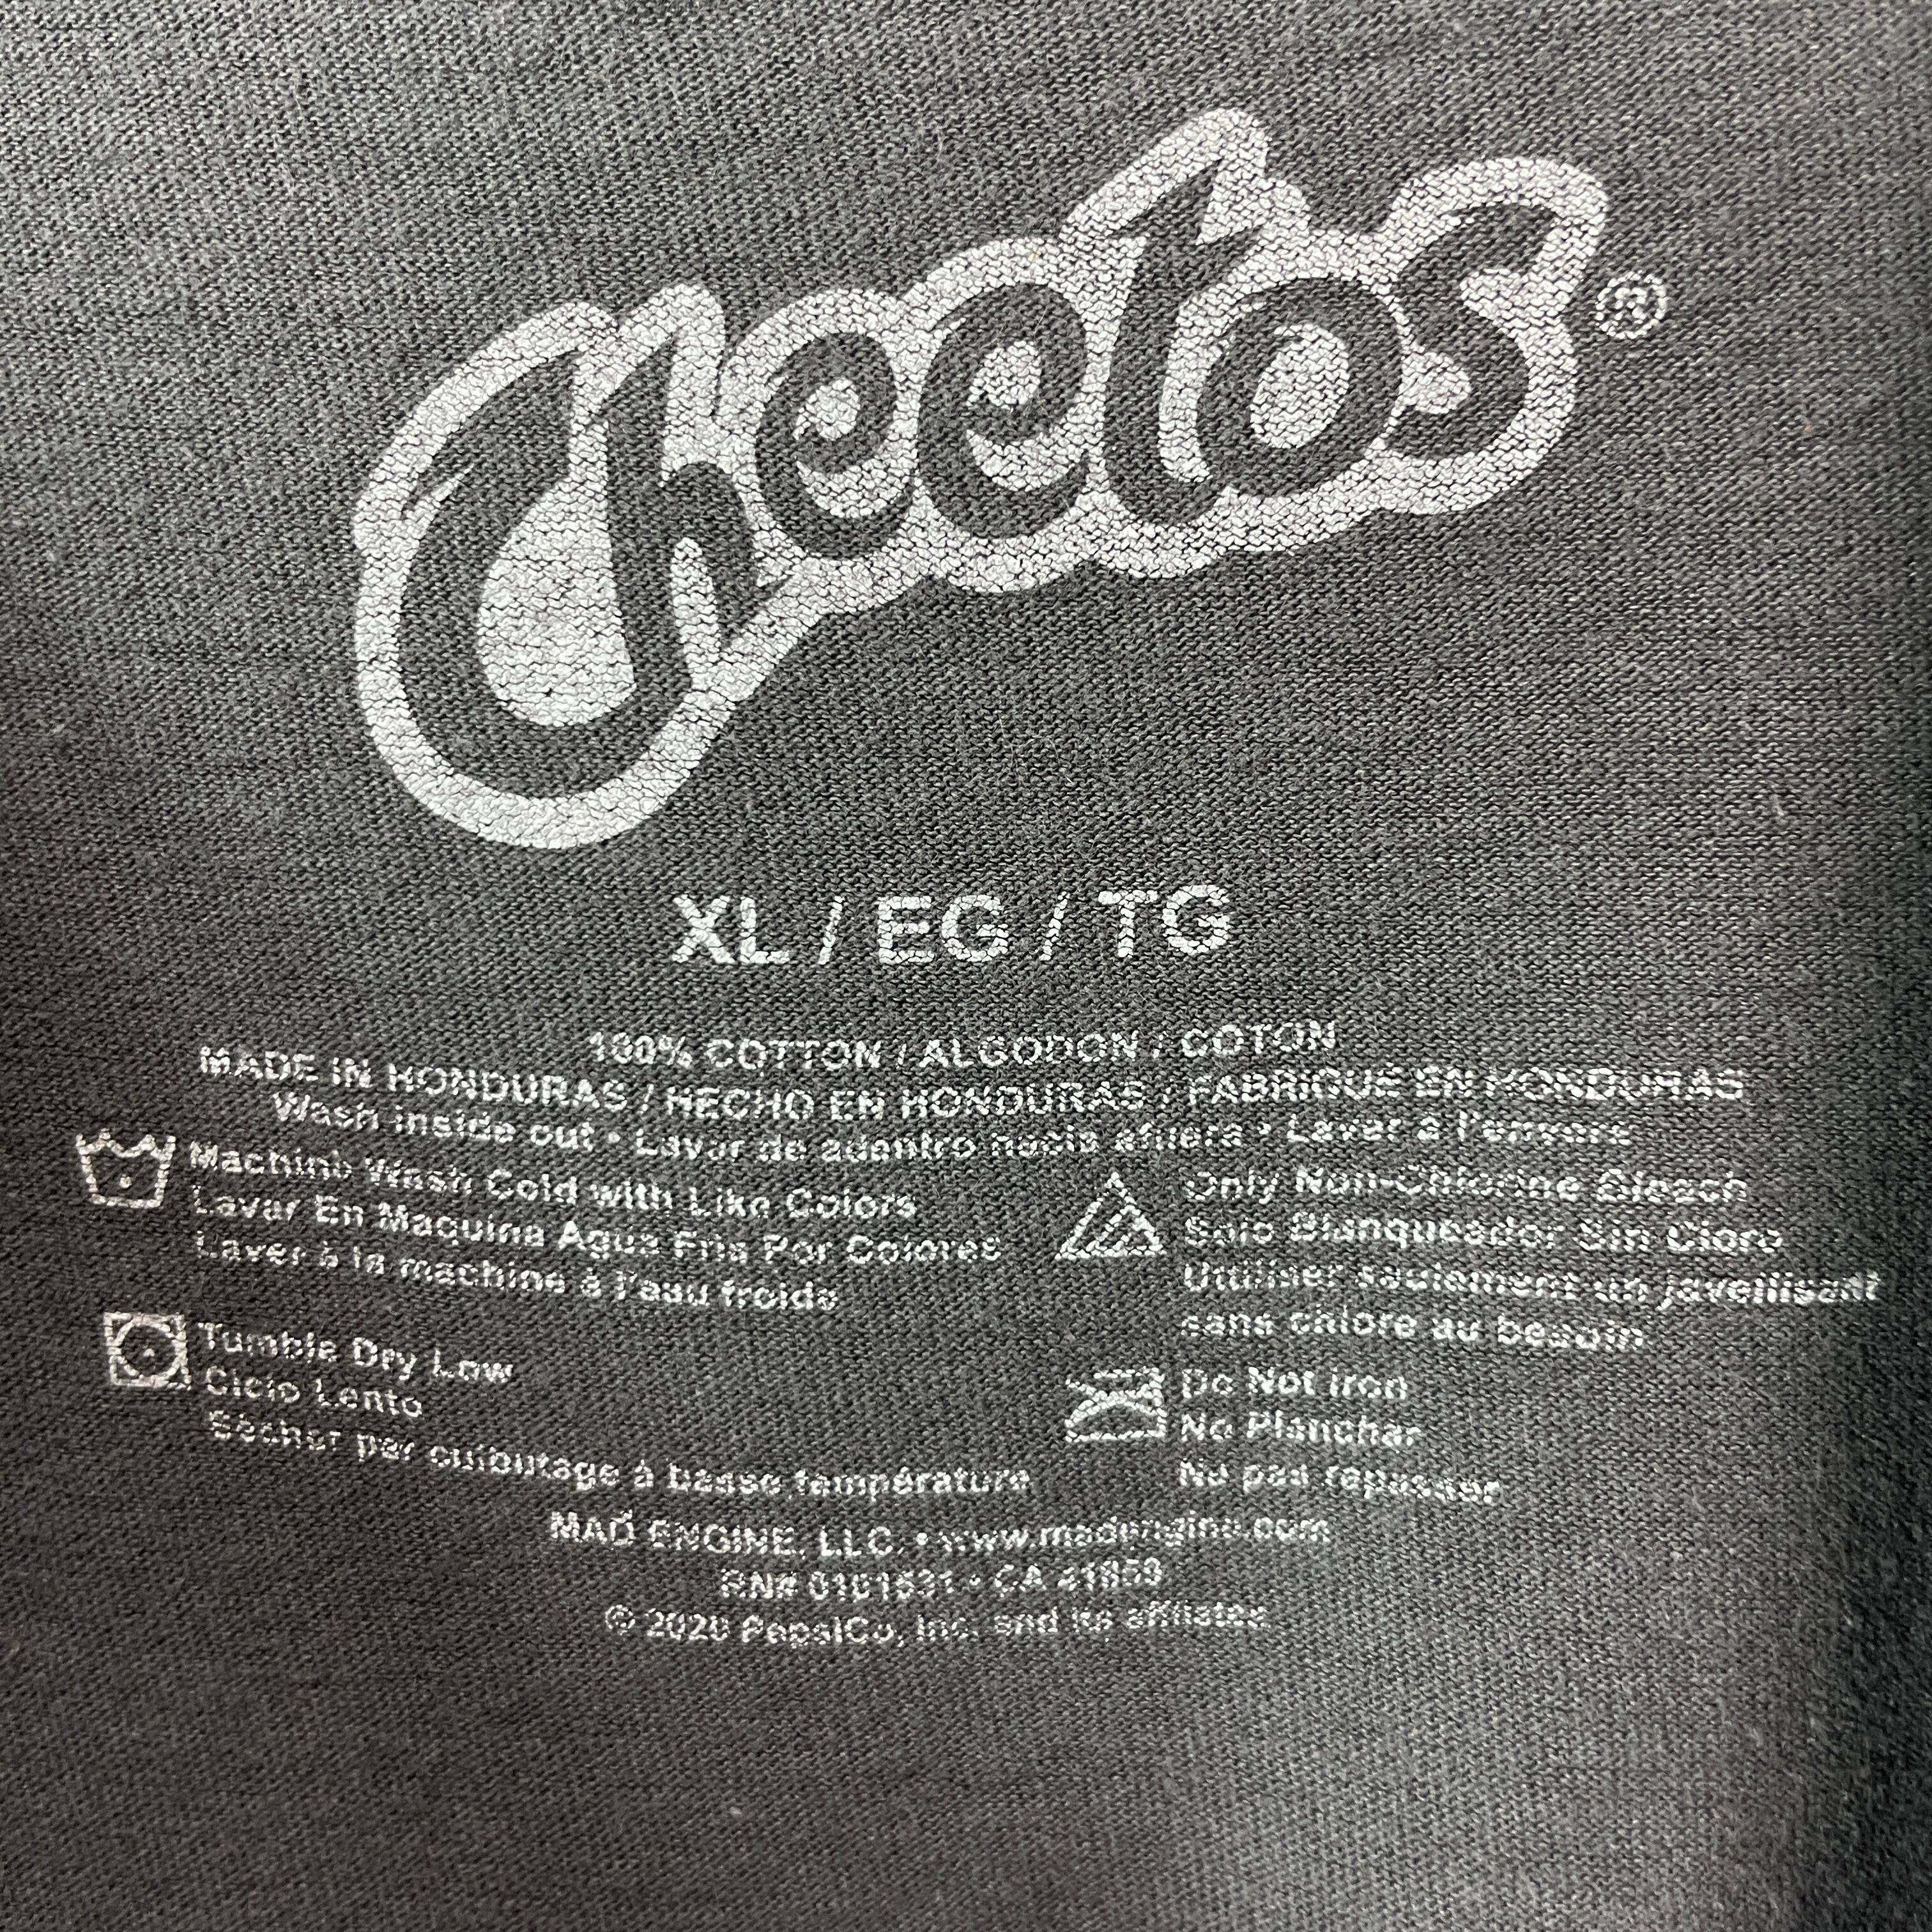 Cheetos®
XL / EG / TG
100% COTTON / ALGODON / COTON
MADE IN HONDURAS / HECHO EN HONDURAS / FABRIGUE EN HONDURAS
Wash inside out • Lavar de adentro hacia afuera • Laver à l'envers
Machine Wash Cold with Like Colors
Lavar En Maquina Agua Fria Por Colores
Laver à la machine à l'eau froide
Only Non-Chlorine Bleach
Solo Blanqueador Sin Cloro
Utiliser seulement un javellisant
sans chlore au besoin
Tumble Dry Low
Ciclo Lento
Sécher par culbutage à basse température
Do Not Iron
No Planchar
Ne pas repasser
MAD ENGINE, LLC. • www.madengine.com
RN# • CA
© 2020 PepsiCo, Inc. and its affiliates